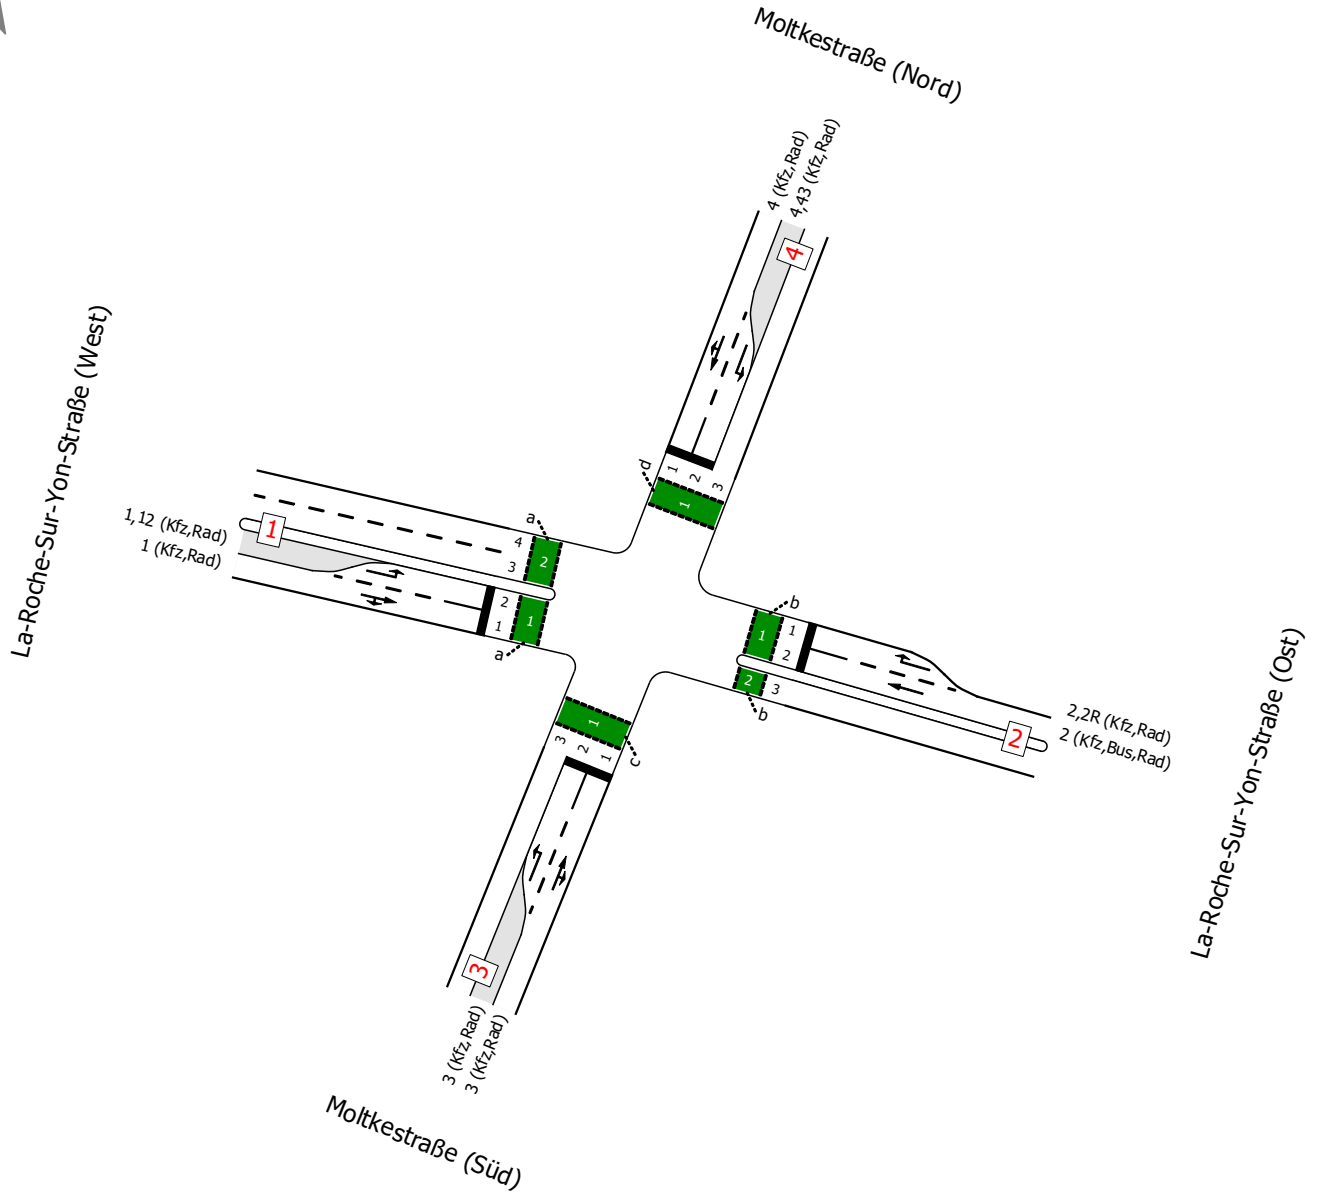 Moltkestraße (Nord)
4 (Kfz,Rad)
4,43 (Kfz,Rad)
4
d
1
2
3
1
La-Roche-Sur-Yon-Straße (West)
1,12 (Kfz,Rad)
1 (Kfz,Rad)
1
a
4
3
2
2
1
1
a
b
1
1
2
2
3
b
2
2,2R (Kfz,Rad)
2 (Kfz,Bus,Rad)
La-Roche-Sur-Yon-Straße (Ost)
1
3
2
1
c
3
3 (Kfz,Rad)
3 (Kfz,Rad)
Moltkestraße (Süd)